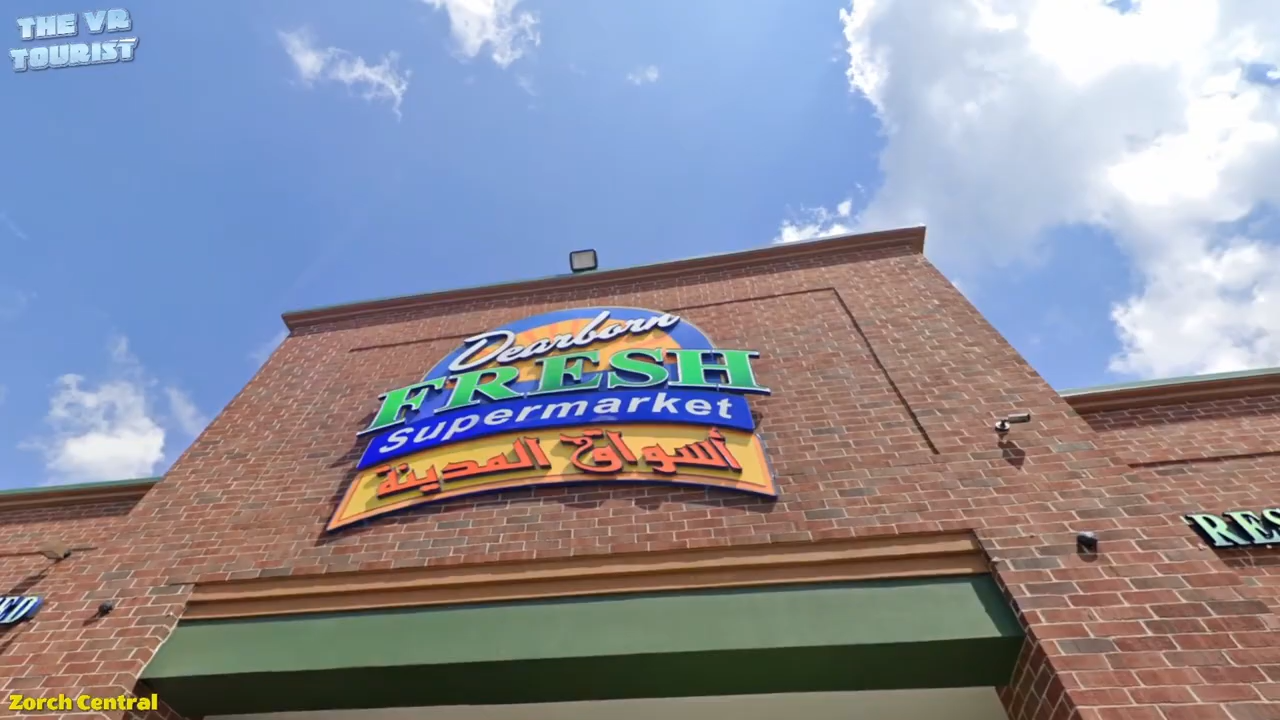 THE VR
TOURIST
Dearborn
FRESH
Supermarket
أسواق المدينة
Zorch Central